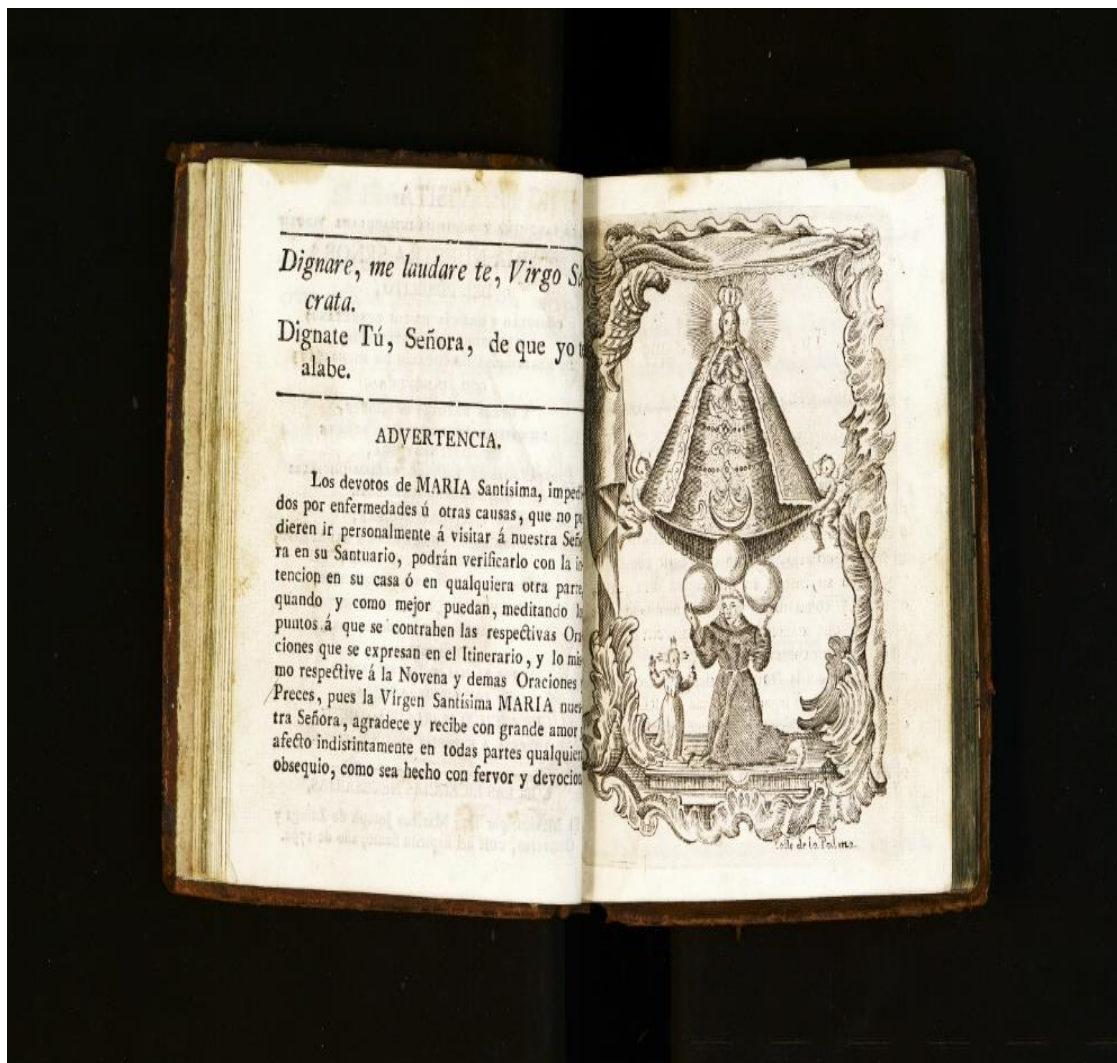 Dignare, me laudare te, Virgo Sa
crata.
Dignate Tú, Señora, de que yo te
alabe.
ADVERTENCIA.
Los devotos de MARIA Santísima, impedi
dos por enfermedades ú otras causas, que no pu
dieren ir personalmente á visitar á nuestra Seño
ra en su Santuario, podrán verificarlo con la in
tencion en su casa ó en qualquiera otra parte,
quando y como mejor puedan, meditando
puntos á que se contrahen las respectivas Ora
ciones que se expresan en el Itinerario, y lo mis
mo respective á la Novena y demas Oraciones
Preces, pues la Vírgen Santísima MARIA nues
tra Señora, agradece y recibe con grande amor
afecto indistintamente en todas partes qualquier
obsequio, como sea hecho con fervor y devocion
Calle de la Palma.